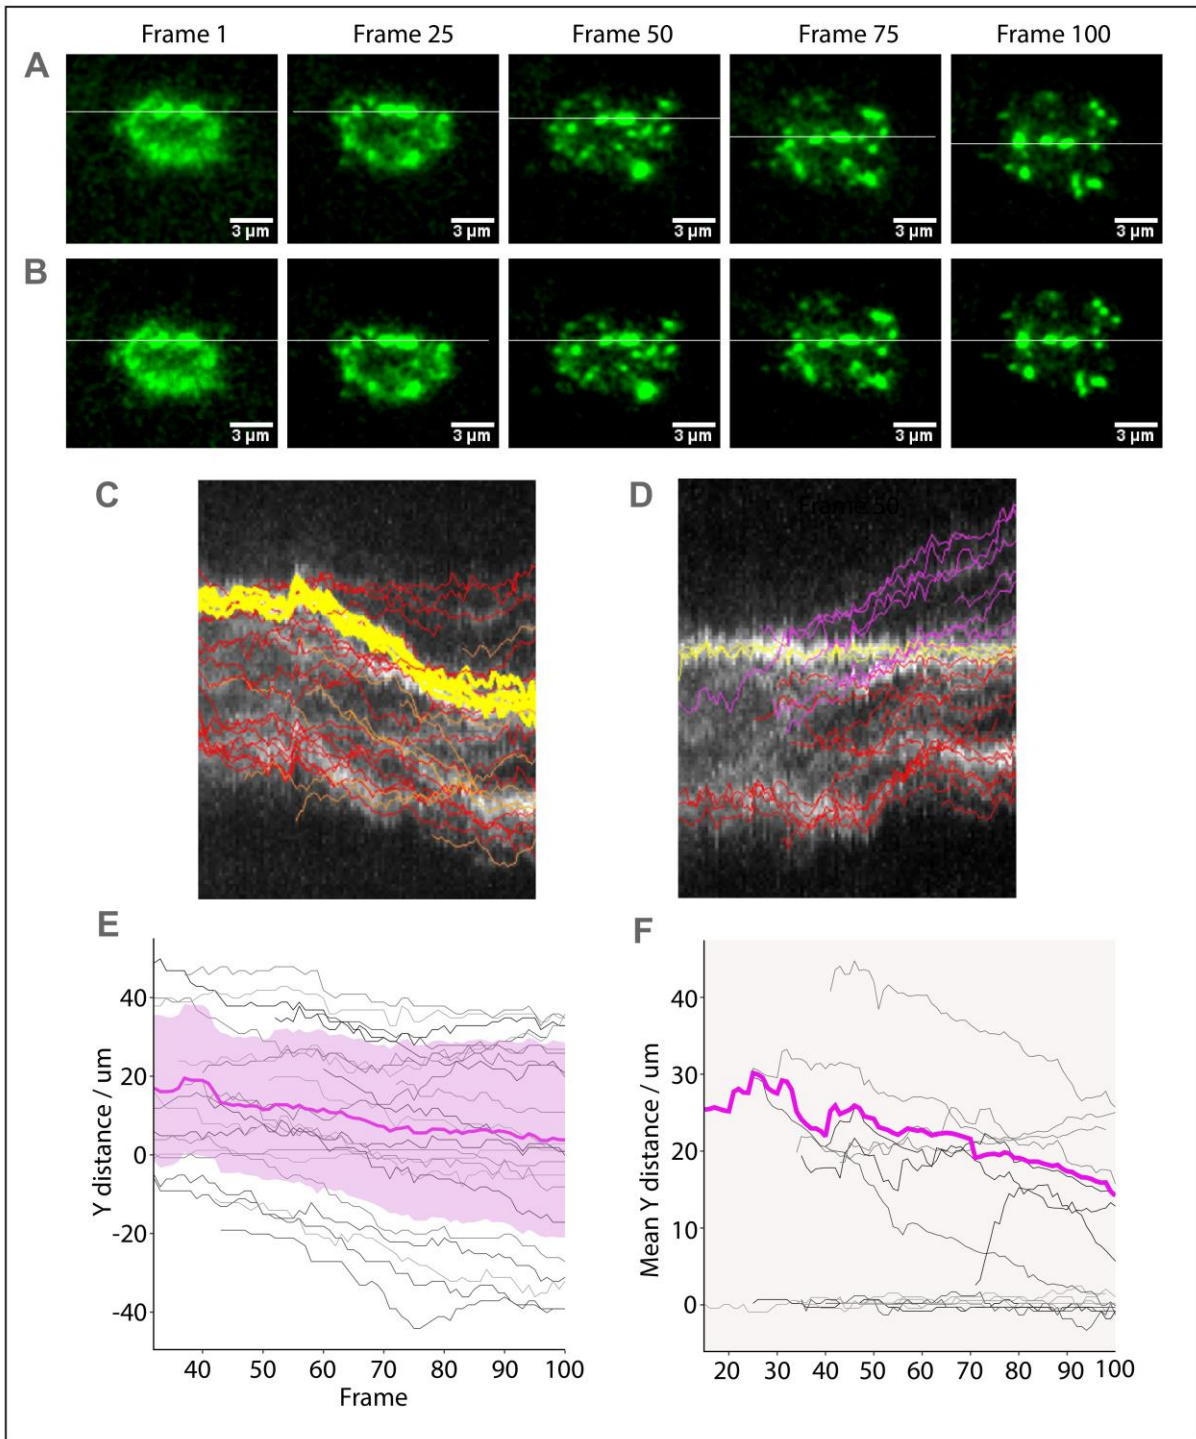 Frame 1 Frame 25 Frame 50 Frame 75 Frame 100
A
3 µm 3 µm 3 µm 3 µm 3 µm
B
3 µm 3 µm 3 µm 3 µm 3 µm
C D
Frame 50
E F
Y distance / um
40
20
0
-20
-40
40 50 60 70 80 90 100
Frame
Mean Y distance / um
40
30
20
10
0
20 30 40 50 60 70 80 90 100